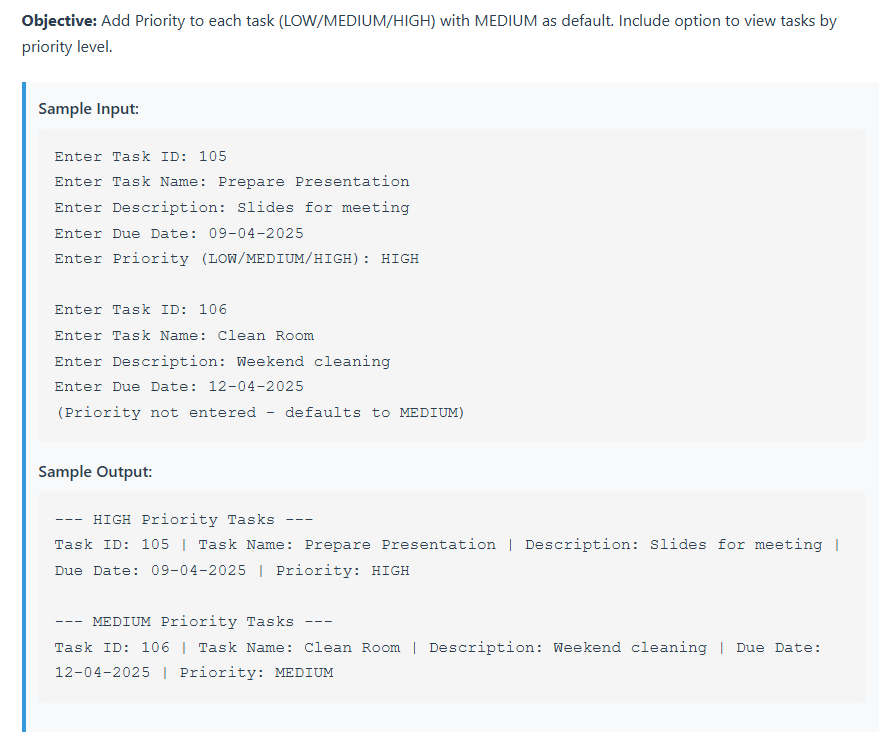 Objective: Add Priority to each task (LOW/MEDIUM/HIGH) with MEDIUM as default. Include option to view tasks by
priority level.
Sample Input:
Enter Task ID: 105
Enter Task Name: Prepare Presentation
Enter Description: Slides for meeting
Enter Due Date: 09-04-2025
Enter Priority (LOW/MEDIUM/HIGH): HIGH
Enter Task ID: 106
Enter Task Name: Clean Room
Enter Description: Weekend cleaning
Enter Due Date: 12-04-2025
(Priority not entered - defaults to MEDIUM)
Sample Output:
--- HIGH Priority Tasks ---
Task ID: 105 | Task Name: Prepare Presentation | Description: Slides for meeting |
Due Date: 09-04-2025 | Priority: HIGH
--- MEDIUM Priority Tasks ---
Task ID: 106 | Task Name: Clean Room | Description: Weekend cleaning | Due Date:
12-04-2025 | Priority: MEDIUM